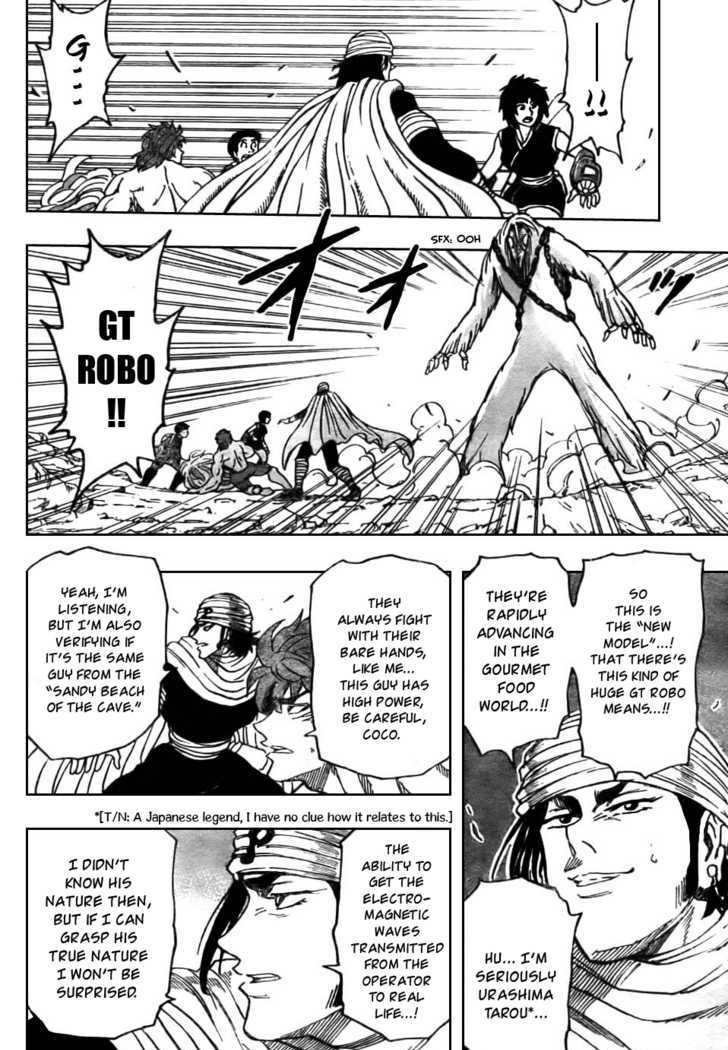 —!!
G...
SFX: OOH
GT
ROBO
!!
SO
THIS IS
THE "NEW
MODEL"...!
THAT THERE'S
THIS KIND OF
HUGE GT ROBO
MEANS...!!
THEY'RE
RAPIDLY
ADVANCING
IN THE
GOURMET
FOOD
WORLD...!!
HU... I'M
SERIOUSLY
URASHIMA
TAROU*...
THEY
ALWAYS FIGHT
WITH THEIR
BARE HANDS,
LIKE ME...
THIS GUY HAS
HIGH POWER,
BE CAREFUL,
COCO.
YEAH, I'M
LISTENING,
BUT I'M ALSO
VERIFYING IF
IT'S THE SAME
GUY FROM THE
"SANDY BEACH
OF THE CAVE."
*[T/N: A Japanese legend, I have no clue how it relates to this.]
THE
ABILITY TO
GET THE
ELECTRO-
MAGNETIC
WAVES
TRANSMITTED
FROM THE
OPERATOR
TO REAL
LIFE...!
I DIDN'T
KNOW HIS
NATURE THEN,
BUT IF I CAN
GRASP HIS
TRUE NATURE
I WON'T BE
SURPRISED.
P